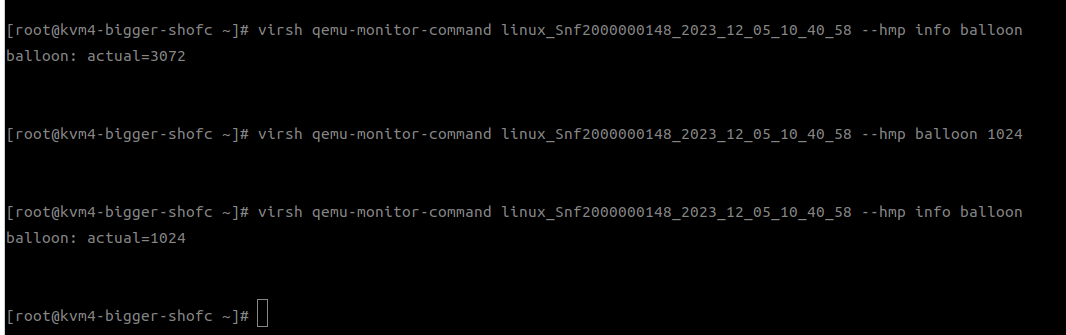 [root@kvm4-bigger-shofc ~]# virsh qemu-monitor-command linux_Snf2000000148_2023_12_05_10_40_58 --hmp info balloon
balloon: actual=3072
[root@kvm4-bigger-shofc ~]# virsh qemu-monitor-command linux_Snf2000000148_2023_12_05_10_40_58 --hmp balloon 1024
[root@kvm4-bigger-shofc ~]# virsh qemu-monitor-command linux_Snf2000000148_2023_12_05_10_40_58 --hmp info balloon
balloon: actual=1024
[root@kvm4-bigger-shofc ~]#